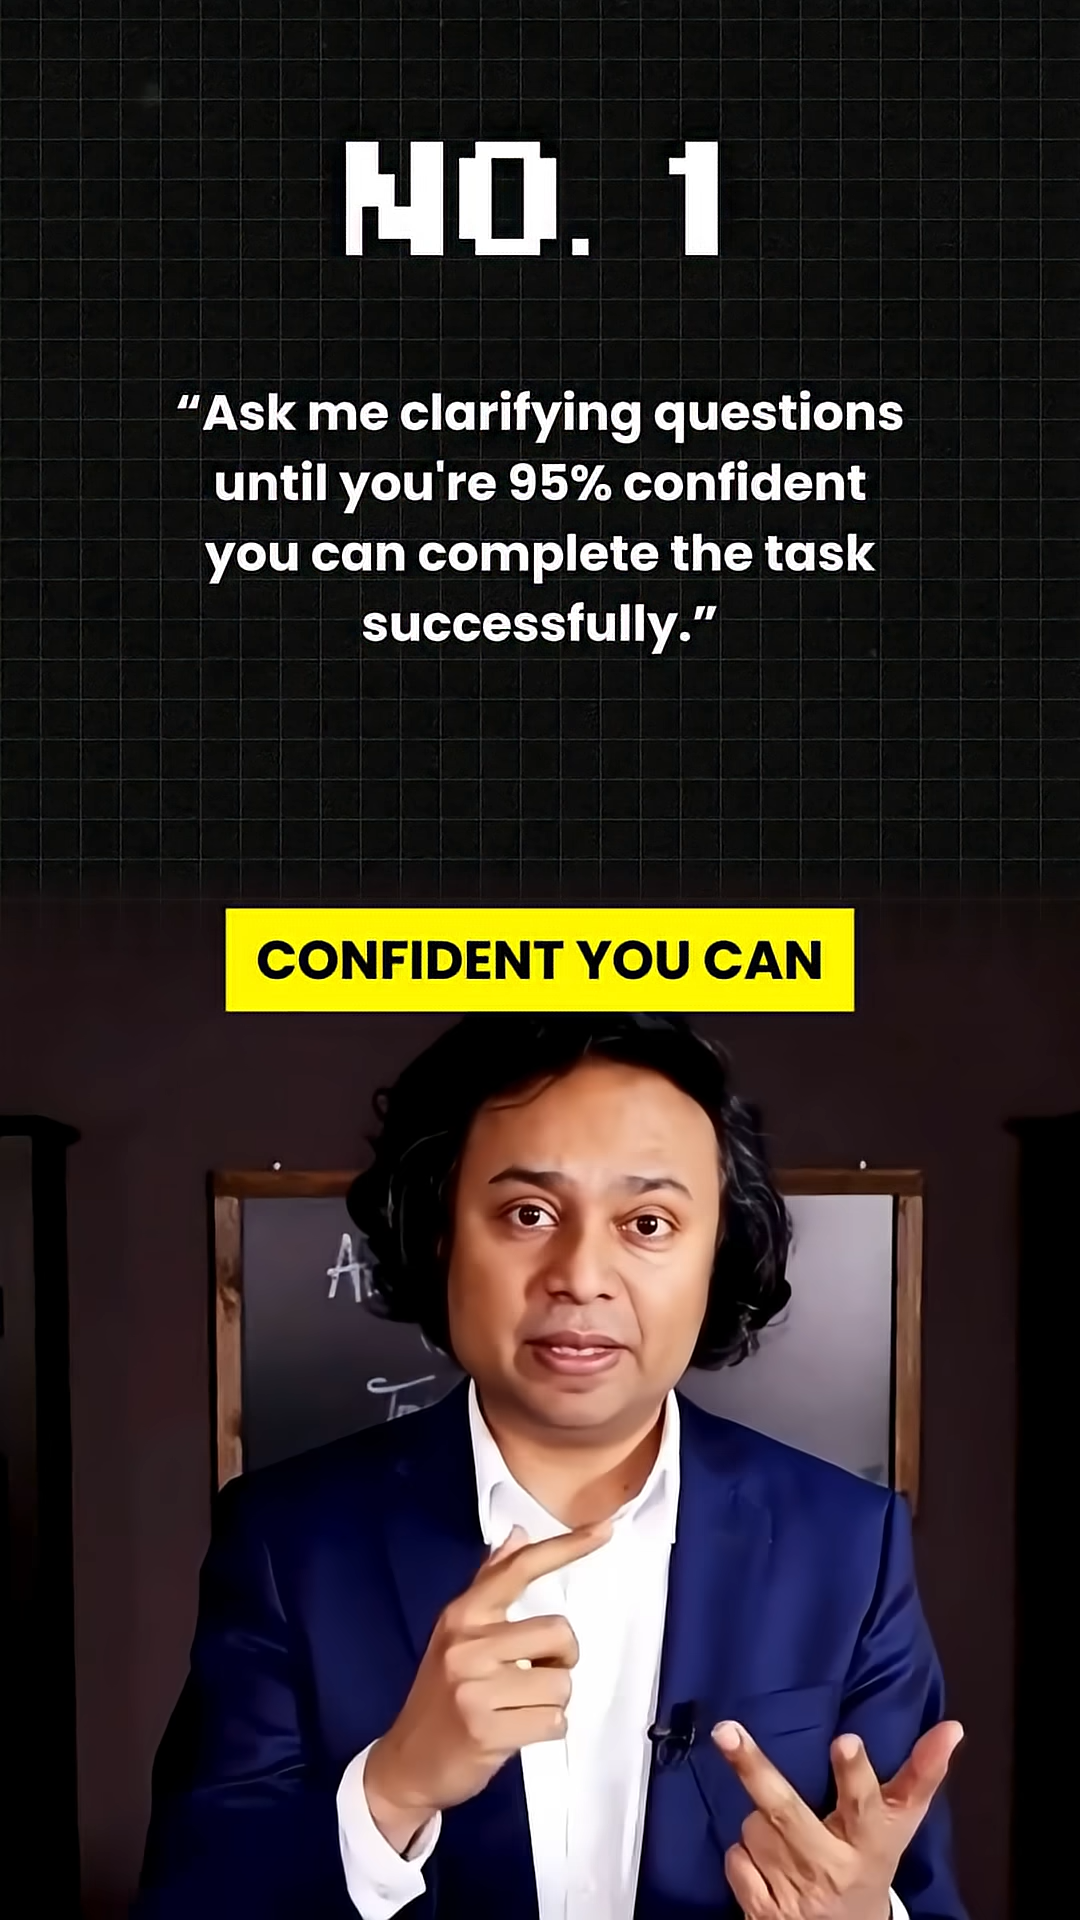 NO. 1
“Ask me clarifying questions
until you're 95% confident
you can complete the task
successfully.”
CONFIDENT YOU CAN